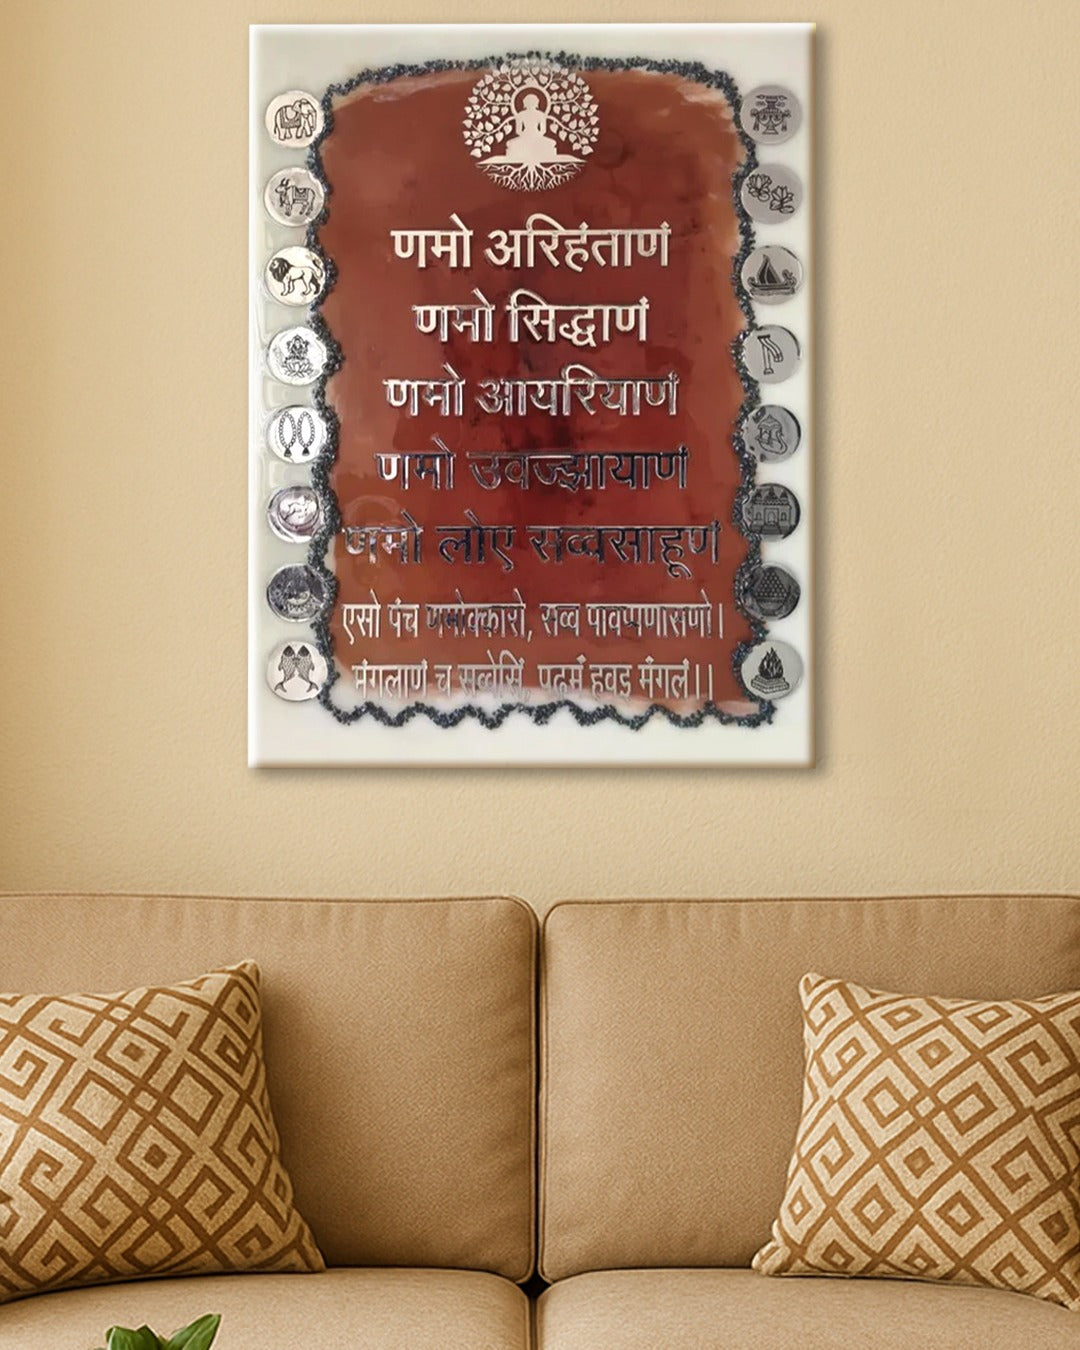 णमो अरिहंताणं
णमो सिद्धाणं
णमो आयरियाणं
णमो उवज्झायाणं
णमो लोए सव्वसाहूणं
एसो पंच णमोक्कारो, सव्व पावप्पणासणो।
मंगलाणं च सव्वेसिं, पढमं हवइ मंगलं।।